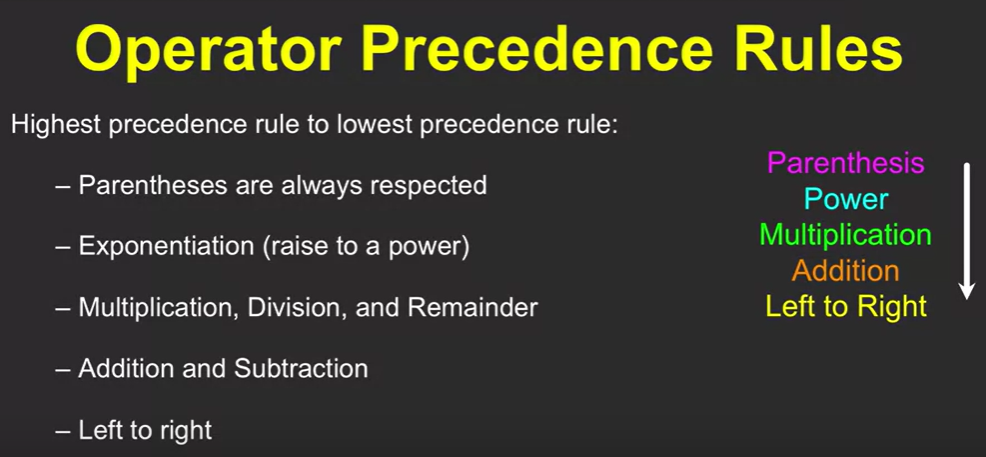 Operator Precedence Rules
Highest precedence rule to lowest precedence rule:
– Parentheses are always respected
– Exponentiation (raise to a power)
– Multiplication, Division, and Remainder
– Addition and Subtraction
– Left to right
Parenthesis
Power
Multiplication
Addition
Left to Right